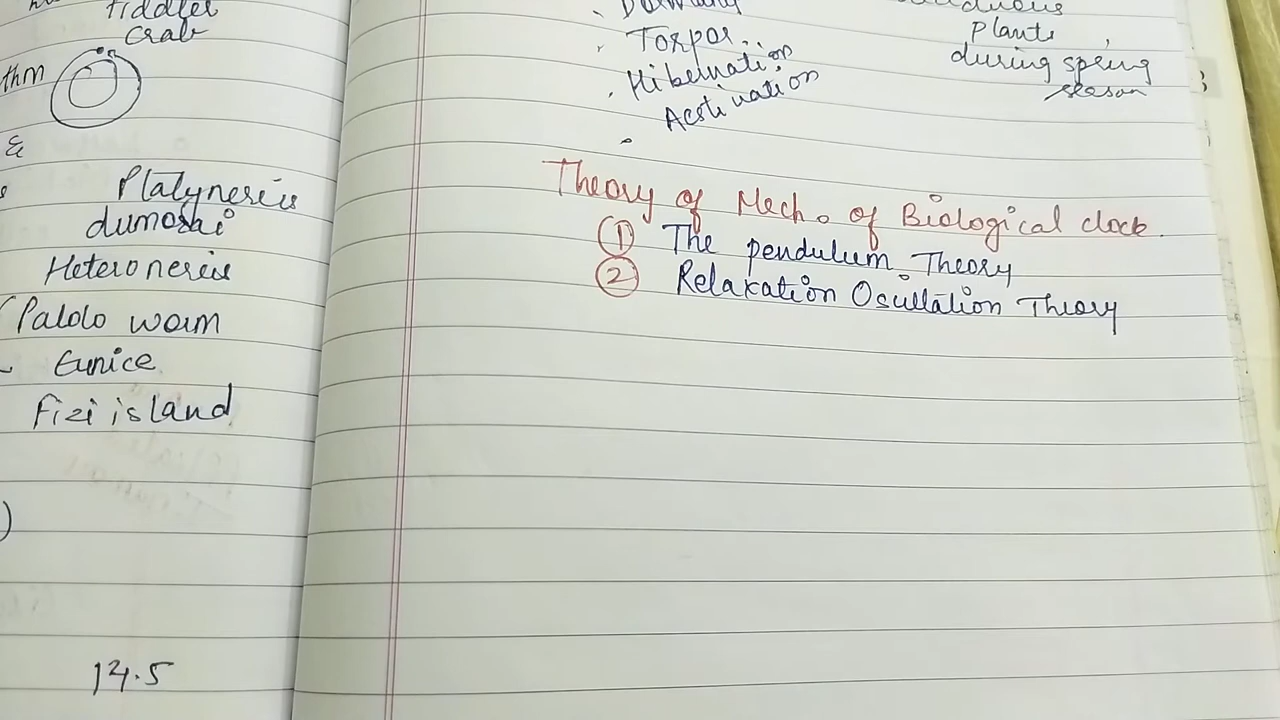 fiddler
crab
thm
&
Platynereis
dumorai
Heteronereis
(Palolo worm
Eunice
fizi island
)
14.5
Torpor
Hibernation
Aestivation
plants,
during spring
season
Theory of Mech. of Biological clock.
① The pendulum Theory
② Relaxation Oscillation Theory